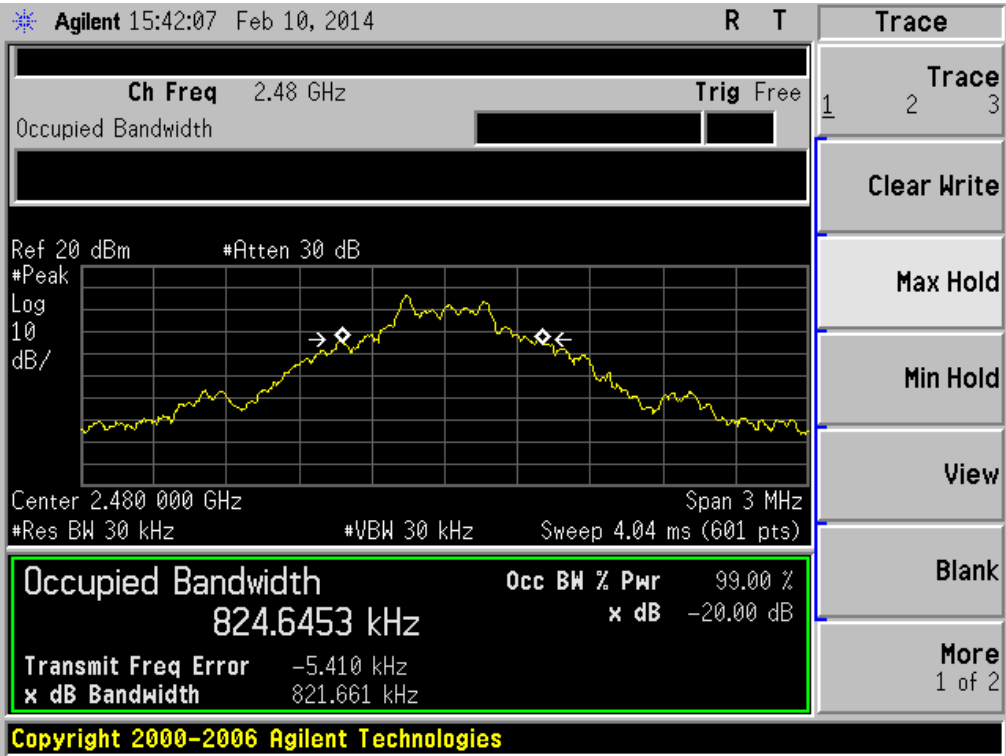 Agilent 15:42:07 Feb 10, 2014 R T
Ch Freq 2.48 GHz Trig Free
Occupied Bandwidth
Ref 20 dBm #Atten 30 dB
#Peak
Log
10
dB/
Center 2.480 000 GHz Span 3 MHz
#Res BW 30 kHz #VBW 30 kHz Sweep 4.04 ms (601 pts)
Occupied Bandwidth Occ BW % Pwr 99.00 %
824.6453 kHz x dB -20.00 dB
Transmit Freq Error -5.410 kHz
x dB Bandwidth 821.661 kHz
Copyright 2000-2006 Agilent Technologies
Trace
Trace
1 2 3
Clear Write
Max Hold
Min Hold
View
Blank
More
1 of 2